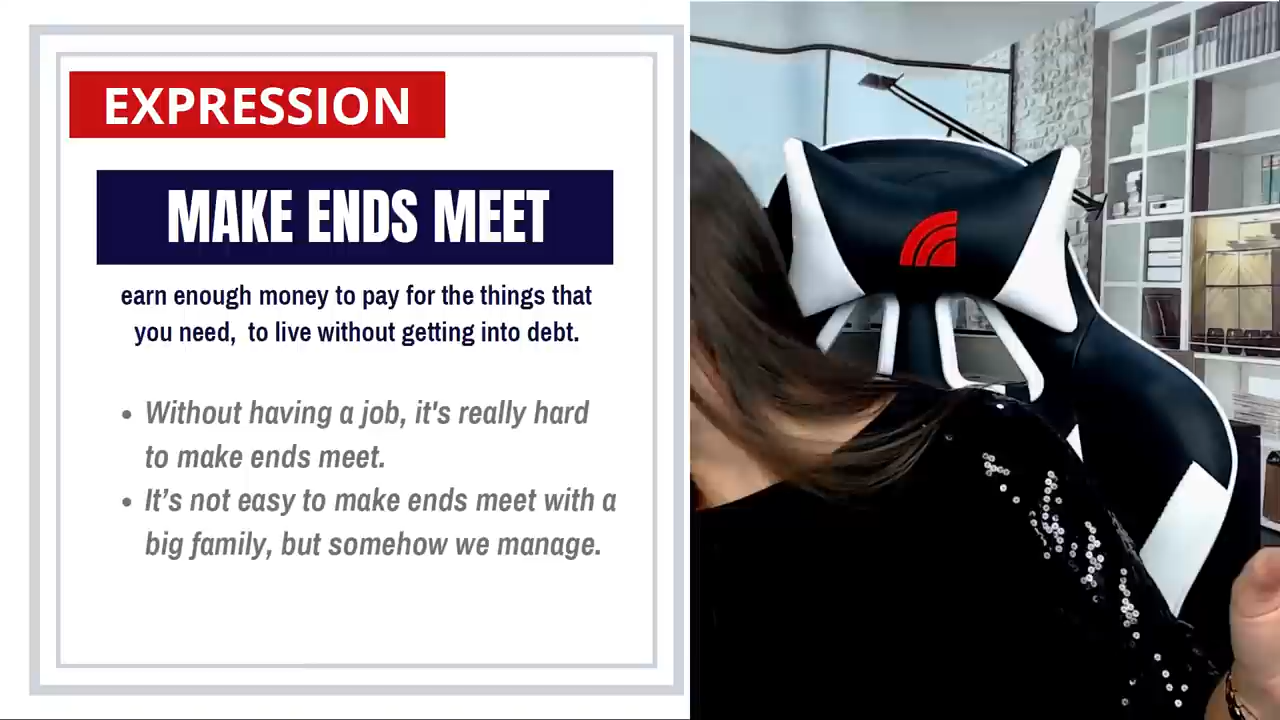 EXPRESSION
MAKE ENDS MEET
earn enough money to pay for the things that
you need,  to live without getting into debt.
• Without having a job, it's really hard
to make ends meet.
• It’s not easy to make ends meet with a
big family, but somehow we manage.